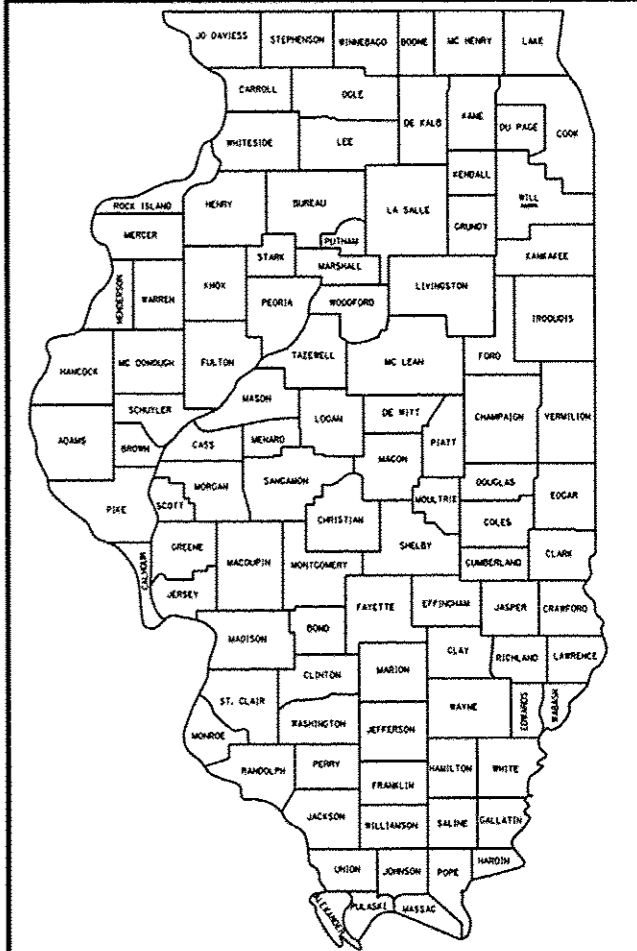 JO DAVIESS STEPHENSON WINNEBAGO BOONE MC HENRY LAKE
CARROLL OGLE DE KALB KANE DU PAGE COOK
WHITESIDE LEE
KENDALL WILL
ROCK ISLAND HENRY BUREAU LA SALLE GRUNDY
MERCER PUTNAM
STARK MARSHALL KANKAKEE
HENDERSON WARREN KNOX PEORIA WOODFORD LIVINGSTON IROQUOIS
HANCOCK MC DONOUGH FULTON TAZEWELL MC LEAN FORD
SCHUYLER MASON LOGAN DE WITT CHAMPAIGN VERMILION
ADAMS BROWN CASS MENARD MACON PIATT
PIKE SCOTT MORGAN SANGAMON MOULTRIE DOUGLAS EDGAR
CHRISTIAN COLES
CALHOUN GREENE MACOUPIN MONTGOMERY SHELBY CUMBERLAND CLARK
JERSEY FAYETTE EFFINGHAM JASPER CRAWFORD
MADISON BOND CLAY RICHLAND LAWRENCE
CLINTON MARION
ST. CLAIR WAYNE EDWARDS WABASH
MONROE WASHINGTON JEFFERSON
RANDOLPH PERRY HAMILTON WHITE
FRANKLIN
JACKSON WILLIAMSON SALINE GALLATIN
UNION JOHNSON POPE HARDIN
ALEXANDER PULASKI MASSAC